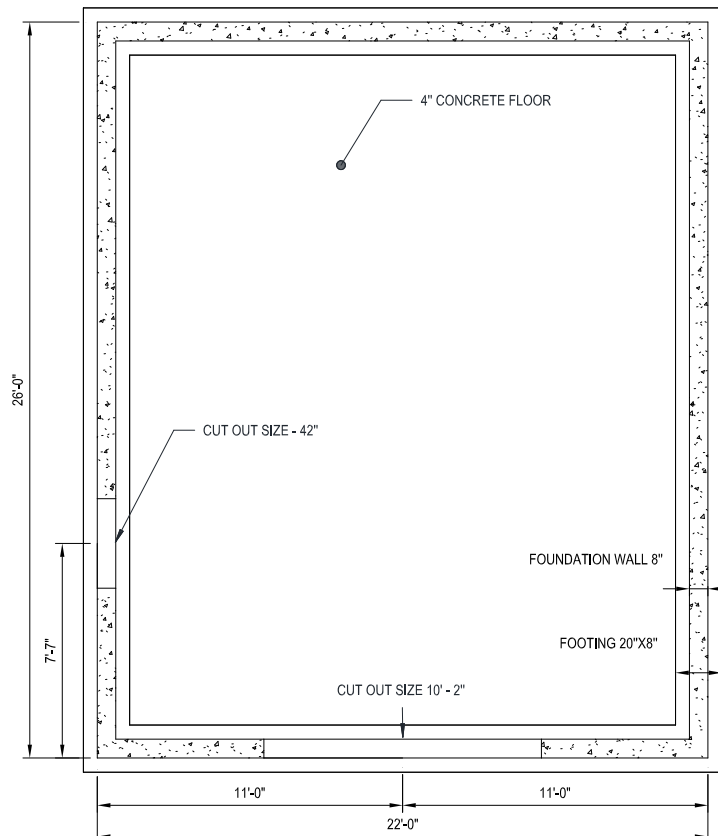 4" CONCRETE FLOOR
26'-0"
CUT OUT SIZE - 42"
FOUNDATION WALL 8"
7'-7"
FOOTING 20"X8"
CUT OUT SIZE 10' - 2"
11'-0"
11'-0"
22'-0"